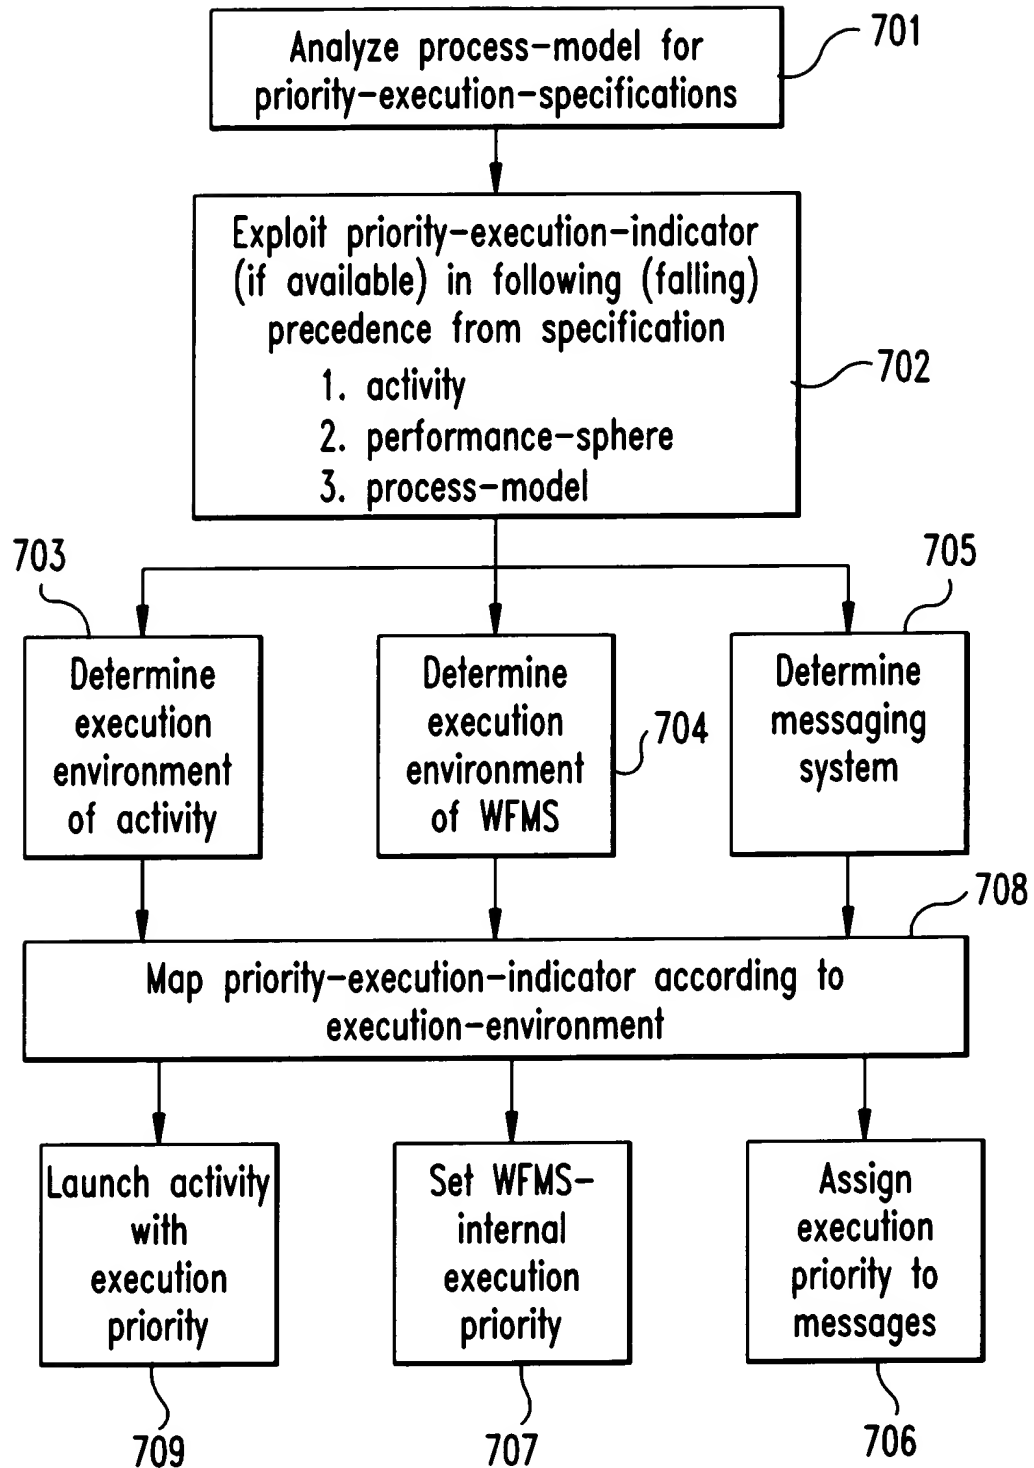 Analyze process-model for
priority-execution-specifications
701
Exploit priority-execution-indicator
(if available) in following (falling)
precedence from specification
1. activity
2. performance-sphere
3. process-model
702
703
Determine
execution
environment
of activity
Determine
execution
environment
of WFMS
704
705
Determine
messaging
system
708
Map priority-execution-indicator according to
execution-environment
Launch activity
with
execution
priority
709
Set WFMS-
internal
execution
priority
707
Assign
execution
priority to
messages
706